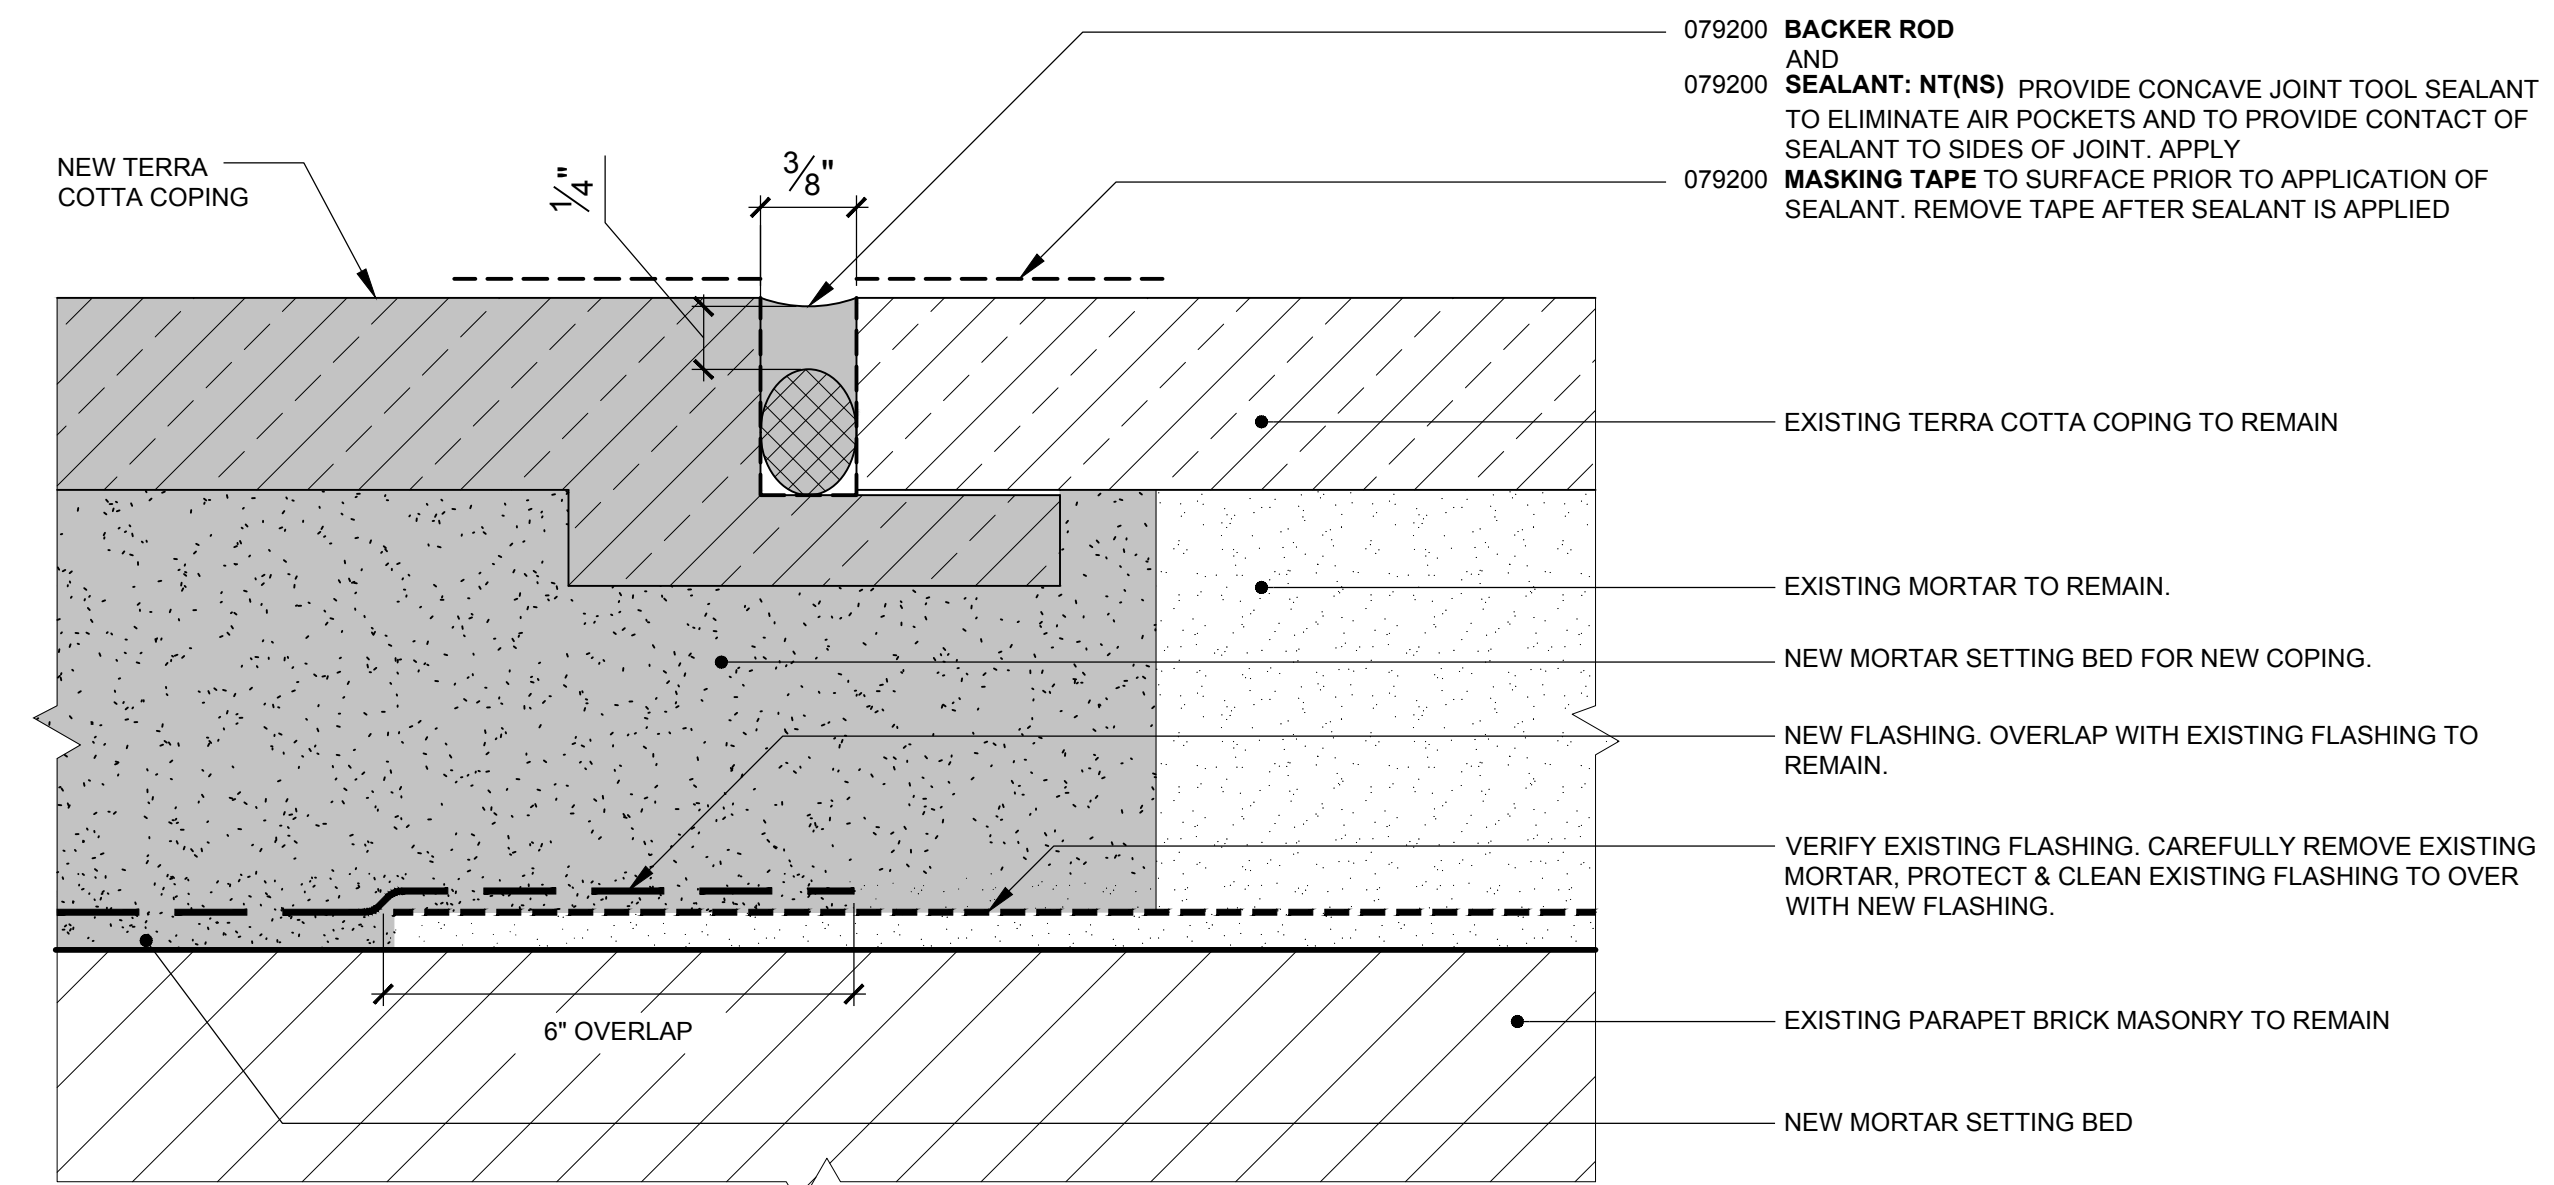 079200 BACKER ROD
AND
079200 SEALANT: NT(NS) PROVIDE CONCAVE JOINT TOOL SEALANT
TO ELIMINATE AIR POCKETS AND TO PROVIDE CONTACT OF
SEALANT TO SIDES OF JOINT. APPLY
079200 MASKING TAPE TO SURFACE PRIOR TO APPLICATION OF
SEALANT. REMOVE TAPE AFTER SEALANT IS APPLIED
NEW TERRA
COTTA COPING
1/4"
3/8"
EXISTING TERRA COTTA COPING TO REMAIN
EXISTING MORTAR TO REMAIN.
NEW MORTAR SETTING BED FOR NEW COPING.
NEW FLASHING. OVERLAP WITH EXISTING FLASHING TO
REMAIN.
VERIFY EXISTING FLASHING. CAREFULLY REMOVE EXISTING
MORTAR, PROTECT & CLEAN EXISTING FLASHING TO OVER
WITH NEW FLASHING.
6" OVERLAP
EXISTING PARAPET BRICK MASONRY TO REMAIN
NEW MORTAR SETTING BED